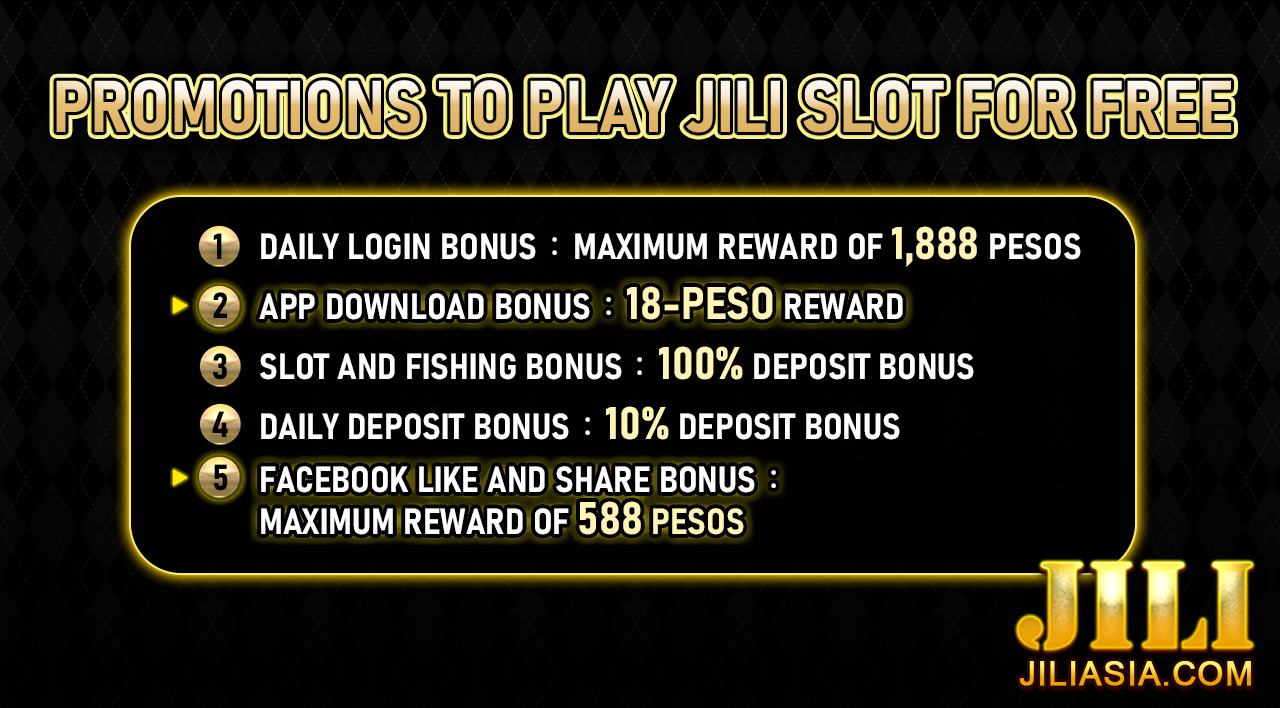 PROMOTIONS TO PLAY JILI SLOT FOR FREE
1 DAILY LOGIN BONUS : MAXIMUM REWARD OF 1,888 PESOS
2 APP DOWNLOAD BONUS : 18-PESO REWARD
3 SLOT AND FISHING BONUS : 100% DEPOSIT BONUS
4 DAILY DEPOSIT BONUS : 10% DEPOSIT BONUS
5 FACEBOOK LIKE AND SHARE BONUS :
MAXIMUM REWARD OF 588 PESOS
JILI
JILIASIA.COM